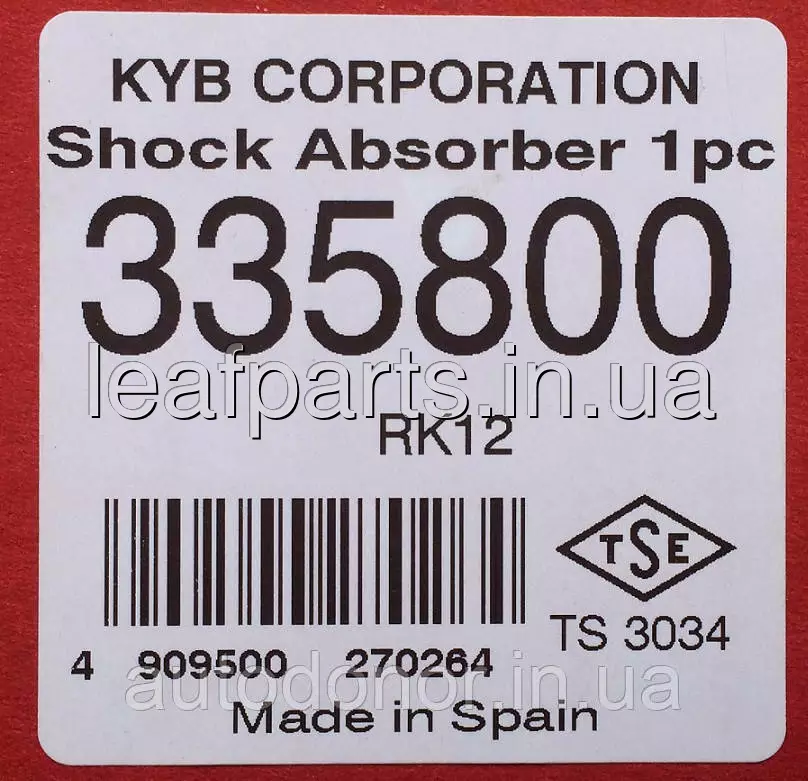 KYB CORPORATION
Shock Absorber 1pc
335800
leafparts.in.ua
RK12
TSE
TS 3034
4 909500 270264
autodonor.in.ua
Made in Spain